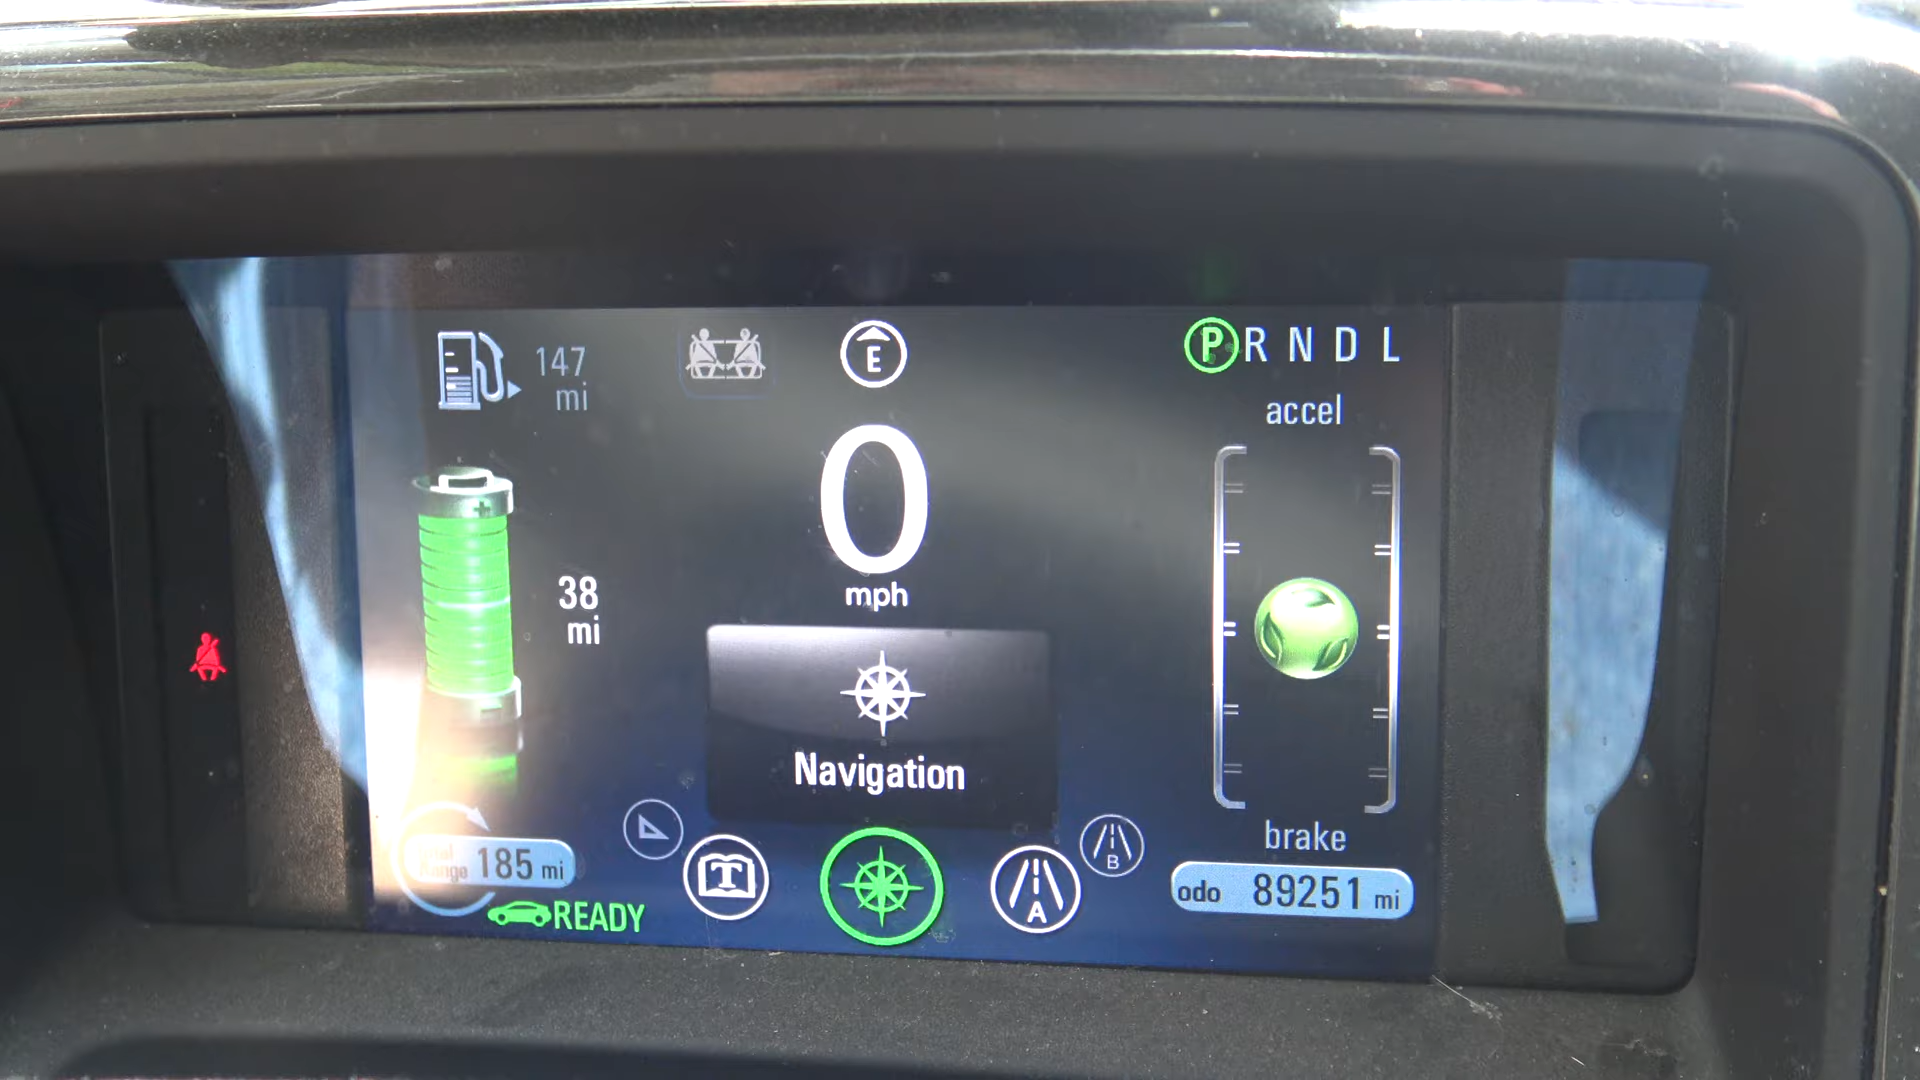 147
mi
E
P R N D L
accel
0
mph
38
mi
Navigation
brake
185 mi
T
A
B
odo 89251 mi
READY